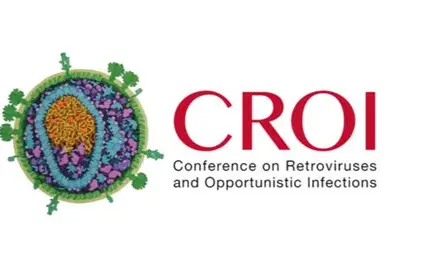 CROI
Conference on Retroviruses
and Opportunistic Infections